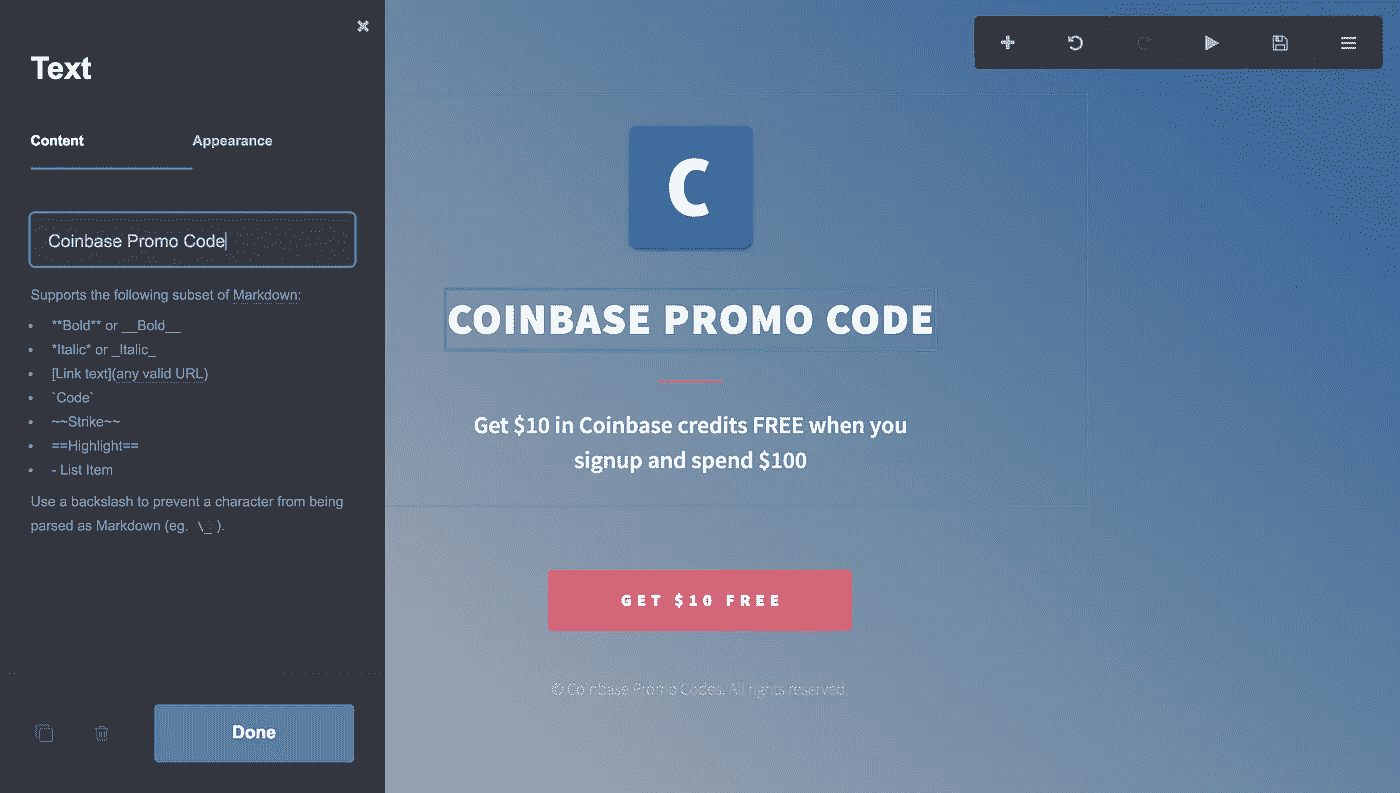 Text
Content
Appearance
Coinbase Promo Code
Supports the following subset of Markdown:
**Bold** or __Bold__
*Italic* or _Italic_
[Link text](any valid URL)
`Code`
~~Strike~~
==Highlight==
- List Item
Use a backslash to prevent a character from being
parsed as Markdown (eg. \_ ).
Done
C
COINBASE PROMO CODE
Get $10 in Coinbase credits FREE when you
signup and spend $100
GET $10 FREE
© Coinbase Promo Codes. All rights reserved.